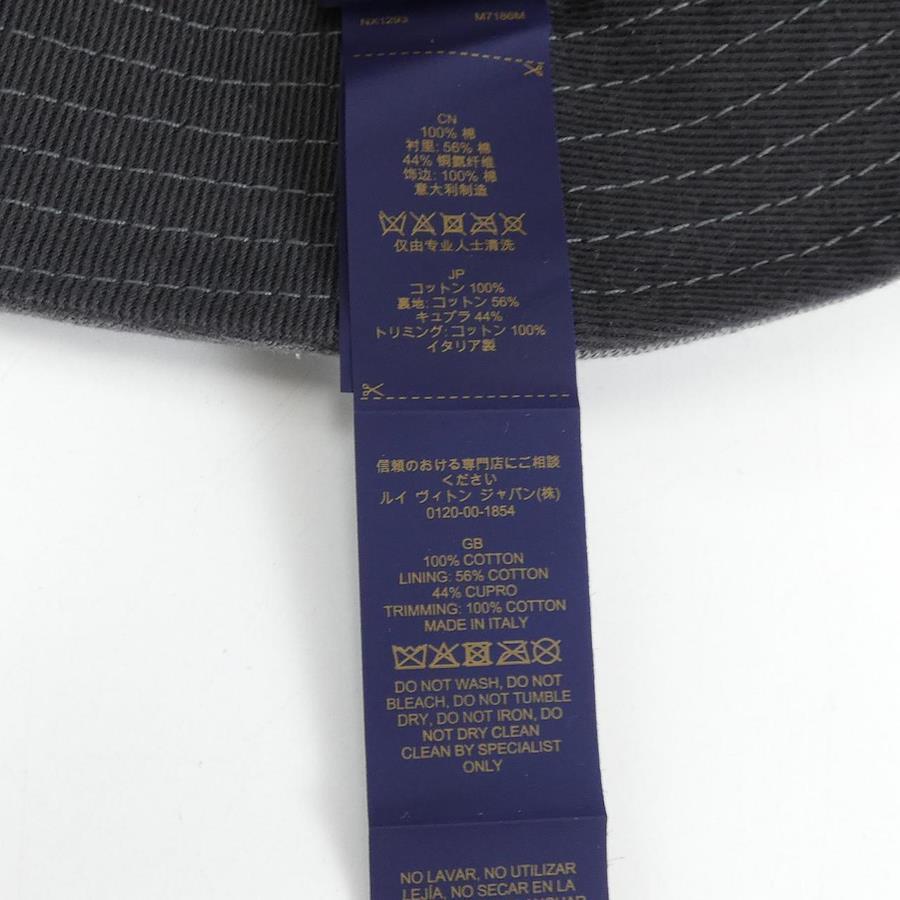 NX1293 M7186M
CN
100% 棉
衬里: 56% 棉
44% 铜氨纤维
饰边: 100% 棉
意大利制造
仅由专业人士清洗
JP
コットン 100%
裏地: コットン 56%
キュプラ 44%
トリミング: コットン 100%
イタリア製
信頼のおける専門店にご相談
ください
ルイ ヴィトン ジャパン(株)
0120-00-1854
GB
100% COTTON
LINING: 56% COTTON
44% CUPRO
TRIMMING: 100% COTTON
MADE IN ITALY
DO NOT WASH, DO NOT
BLEACH, DO NOT TUMBLE
DRY, DO NOT IRON, DO
NOT DRY CLEAN
CLEAN BY SPECIALIST
ONLY
NO LAVAR, NO UTILIZAR
LEJÍA, NO SECAR EN LA